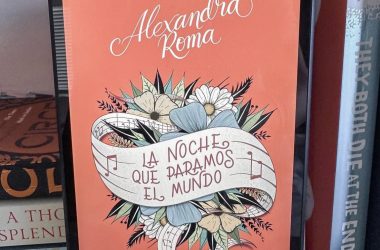 Alexandra
Roma
LA NOCHE
QUE PARAMOS
EL MUNDO
A THO
SPLEND
THEY BOTH DIE AT THE END